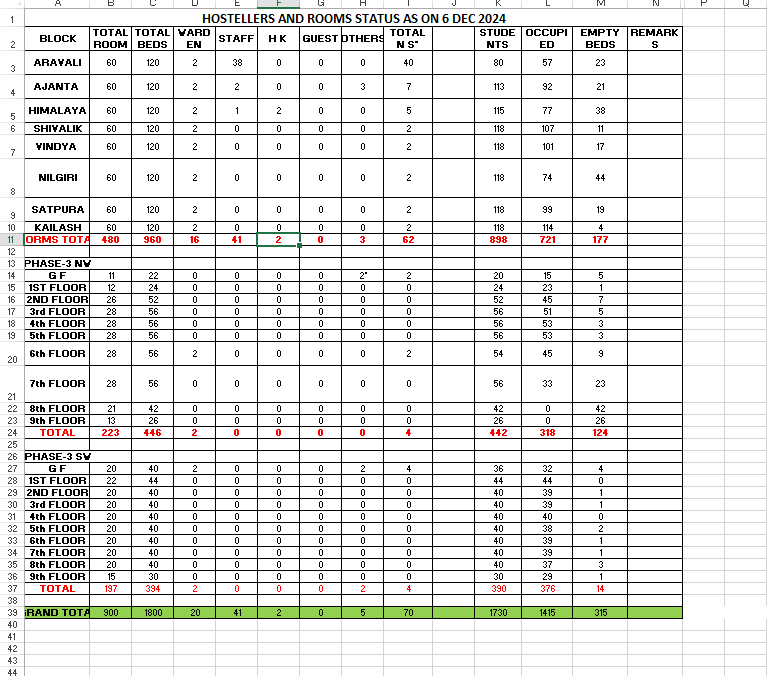 A B C D E F G H I J K L M N P Q
1 HOSTELLERS AND ROOMS STATUS AS ON 6 DEC 2024
2 BLOCK TOTAL ROOM TOTAL BEDS WARD EN STAFF H K GUEST OTHERS TOTAL N S* STUDE NTS OCCUPI ED EMPTY BEDS REMARK S
3 ARAVALI 60 120 2 38 0 0 0 40 80 57 23
4 AJANTA 60 120 2 2 0 0 3 7 113 92 21
5 HIMALAYA 60 120 2 1 2 0 0 5 115 77 38
6 SHIVALIK 60 120 2 0 0 0 0 2 118 107 11
7 VINDYA 60 120 2 0 0 0 0 2 118 101 17
8 NILGIRI 60 120 2 0 0 0 0 2 118 74 44
9 SATPURA 60 120 2 0 0 0 0 2 118 99 19
10 KAILASH 60 120 2 0 0 0 0 2 118 114 4
11 ORMS TOTA 480 960 16 41 2 0 3 62 898 721 177
12
13 PHASE-3 NW
14 G F 11 22 0 0 0 0 2* 2 20 15 5
15 1ST FLOOR 12 24 0 0 0 0 0 0 24 23 1
16 2ND FLOOR 26 52 0 0 0 0 0 0 52 45 7
17 3rd FLOOR 28 56 0 0 0 0 0 0 56 51 5
18 4th FLOOR 28 56 0 0 0 0 0 0 56 53 3
19 5th FLOOR 28 56 0 0 0 0 0 0 56 53 3
20 6th FLOOR 28 56 2 0 0 0 0 2 54 45 9
21 7th FLOOR 28 56 0 0 0 0 0 0 56 33 23
22 8th FLOOR 21 42 0 0 0 0 0 0 42 0 42
23 9th FLOOR 13 26 0 0 0 0 0 0 26 0 26
24 TOTAL 223 446 2 0 0 0 0 4 442 318 124
25
26 PHASE-3 SW
27 G F 20 40 2 0 0 0 2 4 36 32 4
28 1ST FLOOR 22 44 0 0 0 0 0 0 44 44 0
29 2ND FLOOR 20 40 0 0 0 0 0 0 40 39 1
30 3rd FLOOR 20 40 0 0 0 0 0 0 40 39 1
31 4th FLOOR 20 40 0 0 0 0 0 0 40 40 0
32 5th FLOOR 20 40 0 0 0 0 0 0 40 38 2
33 6th FLOOR 20 40 0 0 0 0 0 0 40 39 1
34 7th FLOOR 20 40 0 0 0 0 0 0 40 39 1
35 8th FLOOR 20 40 0 0 0 0 0 0 40 37 3
36 9th FLOOR 15 30 0 0 0 0 0 0 30 29 1
37 TOTAL 197 394 2 0 0 0 2 4 390 376 14
38
39 RAND TOTA 900 1800 20 41 2 0 5 70 1730 1415 315
40
41
42
43
44